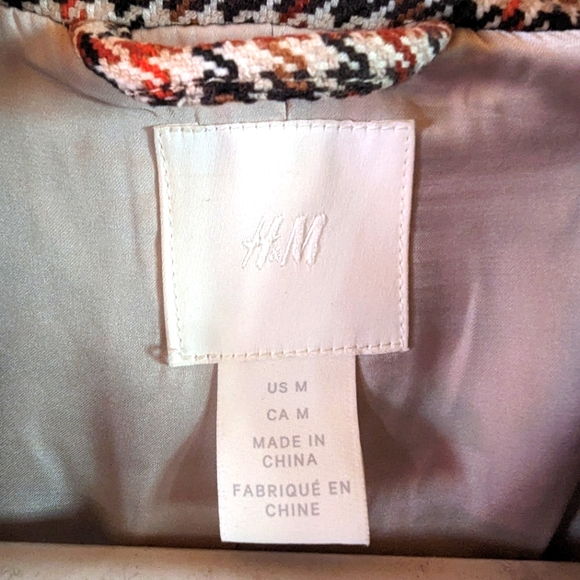 H&M
US M
CA M
MADE IN
CHINA
FABRIQUÉ EN
CHINE